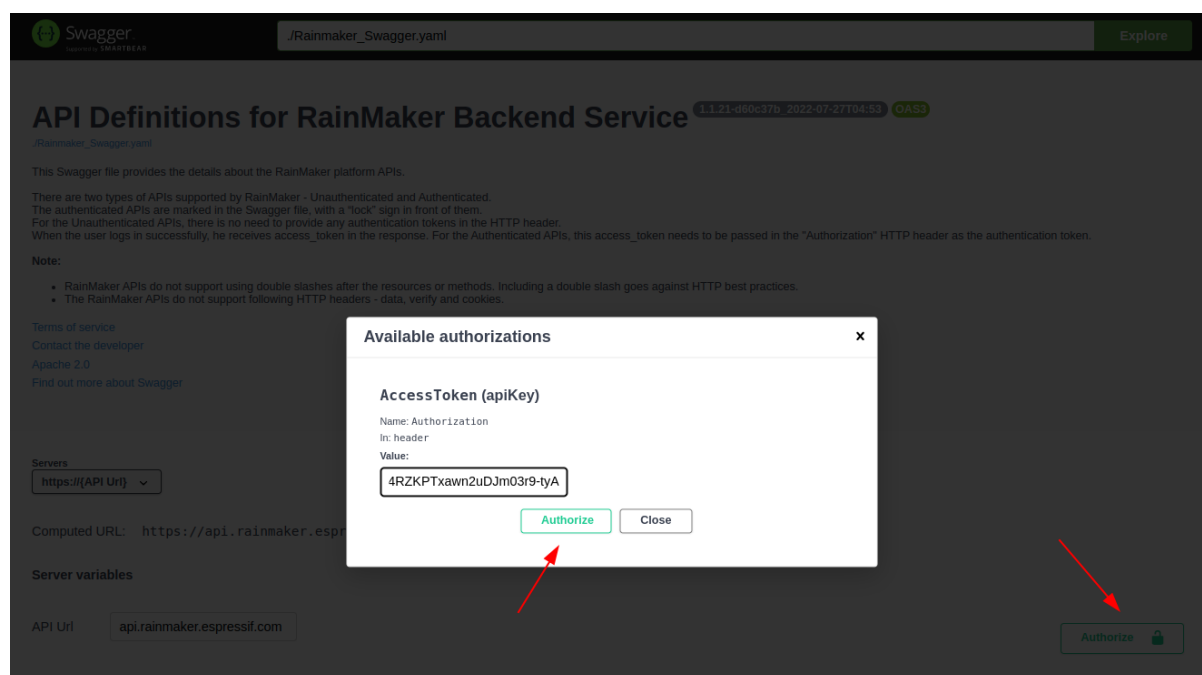 Swagger
Supported by SMARTBEAR
./Rainmaker_Swagger.yaml
Explore
API Definitions for RainMaker Backend Service
1.1.21-d60c37b_2022-07-27T04:53
OAS3
./Rainmaker_Swagger.yaml
This Swagger file provides the details about the RainMaker platform APIs.
There are two types of APIs supported by RainMaker - Unauthenticated and Authenticated.
The authenticated APIs are marked in the Swagger file, with a "lock" sign in front of them.
For the Unauthenticated APIs, there is no need to provide any authentication tokens in the HTTP header.
When the user logs in successfully, he receives access_token in the response. For the Authenticated APIs, this access_token needs to be passed in the "Authorization" HTTP header as the authentication token.
Note:
RainMaker APIs do not support using double slashes after the resources or methods. Including a double slash goes against HTTP best practices.
The RainMaker APIs do not support following HTTP headers - data, verify and cookies.
Terms of service
Contact the developer
Apache 2.0
Find out more about Swagger
Available authorizations
x
AccessToken (apiKey)
Name: Authorization
In: header
Value:
4RZKPTxawn2uDJm03r9-tyA
Authorize
Close
Servers
https://{API Url}
Computed URL: https://api.rainmaker.espr
Server variables
API Url
api.rainmaker.espressif.com
Authorize